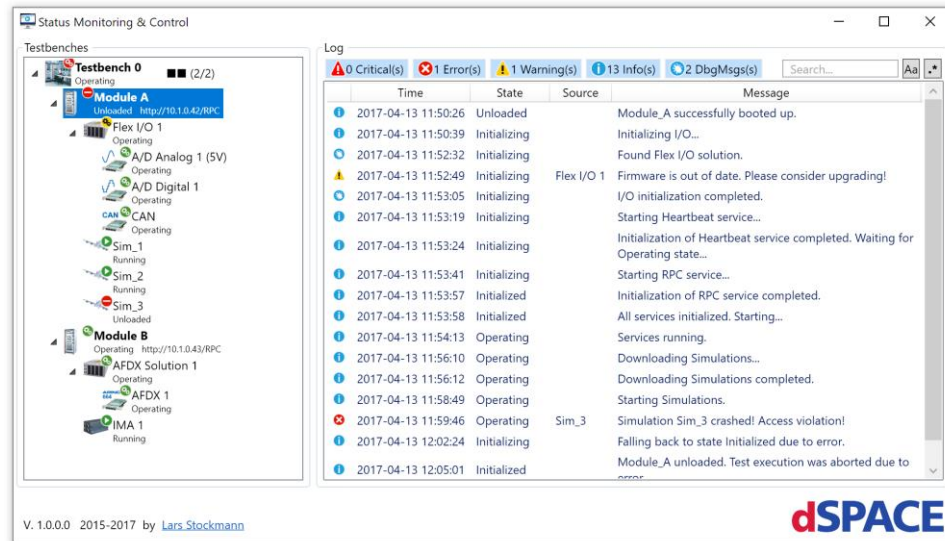 Status Monitoring & Control
Testbenches
Testbench 0 (2/2)
Operating
Module A
Unloaded http://10.1.0.42/RPC
Flex I/O 1
Operating
A/D Analog 1 (5V)
Operating
A/D Digital 1
Operating
CAN CAN
Operating
Sim_1
Running
Sim_2
Running
Sim_3
Unloaded
Module B
Operating http://10.1.0.43/RPC
AFDX Solution 1
Operating
AFDX 1
Operating
IMA 1
Running
Log
0 Critical(s) 1 Error(s) 1 Warning(s) 13 Info(s) 2 DbgMsgs(s) Search... Aa .*
Time State Source Message
2017-04-13 11:50:26 Unloaded Module_A successfully booted up.
2017-04-13 11:50:39 Initializing Initializing I/O...
2017-04-13 11:52:32 Initializing Found Flex I/O solution.
2017-04-13 11:52:49 Initializing Flex I/O 1 Firmware is out of date. Please consider upgrading!
2017-04-13 11:53:05 Initializing I/O initialization completed.
2017-04-13 11:53:19 Initializing Starting Heartbeat service...
2017-04-13 11:53:24 Initializing Initialization of Heartbeat service completed. Waiting for
Operating state...
2017-04-13 11:53:41 Initializing Starting RPC service...
2017-04-13 11:53:57 Initialized Initialization of RPC service completed.
2017-04-13 11:53:58 Initialized All services initialized. Starting...
2017-04-13 11:54:13 Operating Services running.
2017-04-13 11:56:10 Operating Downloading Simulations...
2017-04-13 11:56:12 Operating Downloading Simulations completed.
2017-04-13 11:58:49 Operating Starting Simulations.
2017-04-13 11:59:46 Operating Sim_3 Simulation Sim_3 crashed! Access violation!
2017-04-13 12:02:24 Initializing Falling back to state Initialized due to error.
2017-04-13 12:05:01 Initialized Module_A unloaded. Test execution was aborted due to
V. 1.0.0.0 2015-2017 by Lars Stockmann
dSPACE